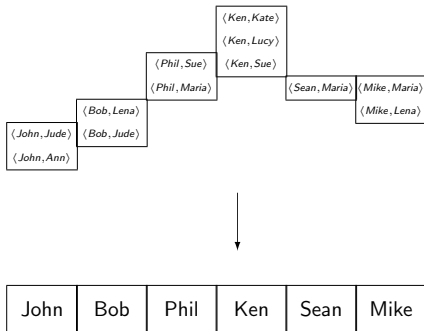 ⟨Ken, Kate⟩
⟨Ken, Lucy⟩
⟨Ken, Sue⟩
⟨Phil, Sue⟩
⟨Phil, Maria⟩
⟨Sean, Maria⟩
⟨Mike, Maria⟩
⟨Mike, Lena⟩
⟨Bob, Lena⟩
⟨Bob, Jude⟩
⟨John, Jude⟩
⟨John, Ann⟩
John Bob Phil Ken Sean Mike